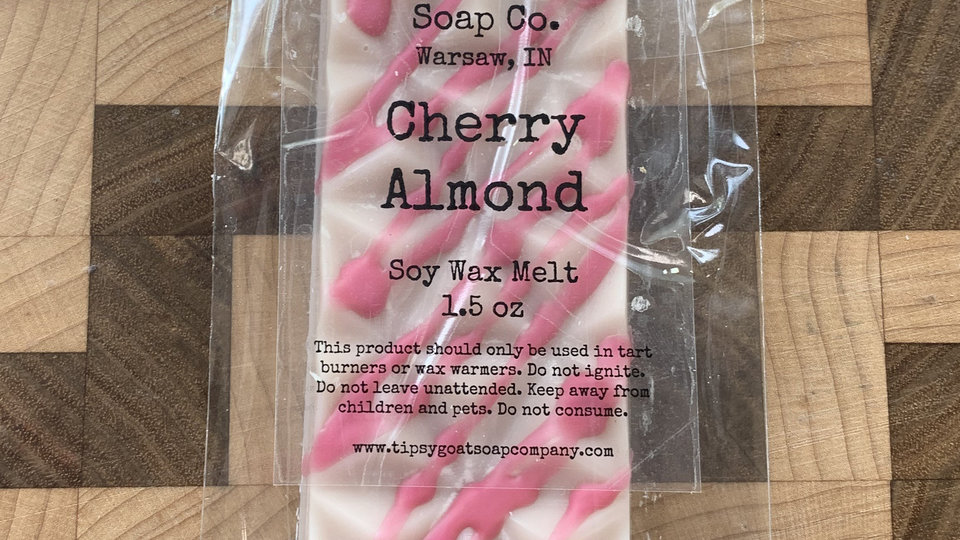 Soap Co.
Warsaw, IN
Cherry
Almond
Soy Wax Melt
1.5 oz
This product should only be used in tart
burners or wax warmers. Do not ignite.
Do not leave unattended. Keep away from
children and pets. Do not consume.
www.tipsygoatsoapcompany.com